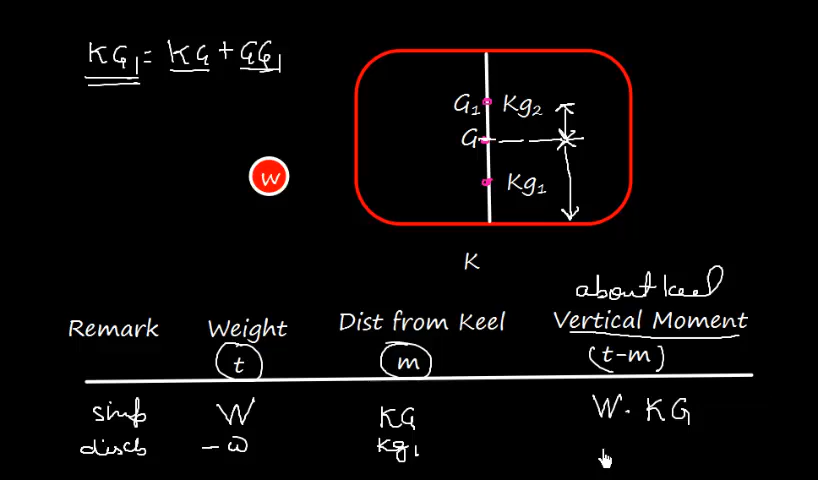 KG₁ = KG + GG₁
G₁ Kg₂
G
w
Kg₁
K
about keel
Remark Weight Dist from Keel Vertical Moment
t m (t-m)
ship W KG W · KG
disch - w Kg₁